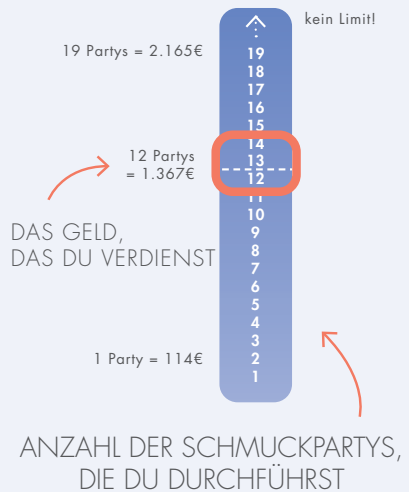 kein Limit!
19 Partys = 2.165€
19
18
17
16
15
14
13
12 Partys
= 1.367€
12
11
10
DAS GELD,
DAS DU VERDIENST
9
8
7
6
5
4
3
1 Party = 114€
2
1
ANZAHL DER SCHMUCKPARTYS,
DIE DU DURCHFÜHRST